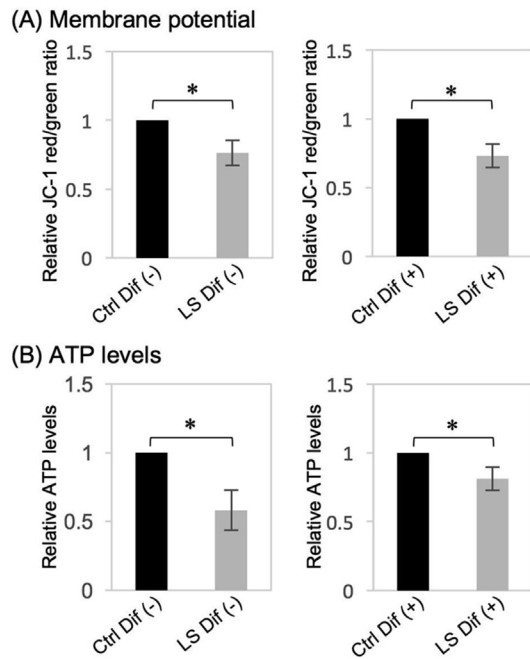 (A) Membrane potential
Relative JC-1 red/green ratio
1.5
1
0.5
0
*
Ctrl Dif (-)
LS Dif (-)
Relative JC-1 red/green ratio
1.5
1
0.5
0
*
Ctrl Dif (+)
LS Dif (+)
(B) ATP levels
Relative ATP levels
1.5
1
0.5
0
*
Ctrl Dif (-)
LS Dif (-)
Relative ATP levels
1.5
1
0.5
0
*
Ctrl Dif (+)
LS Dif (+)